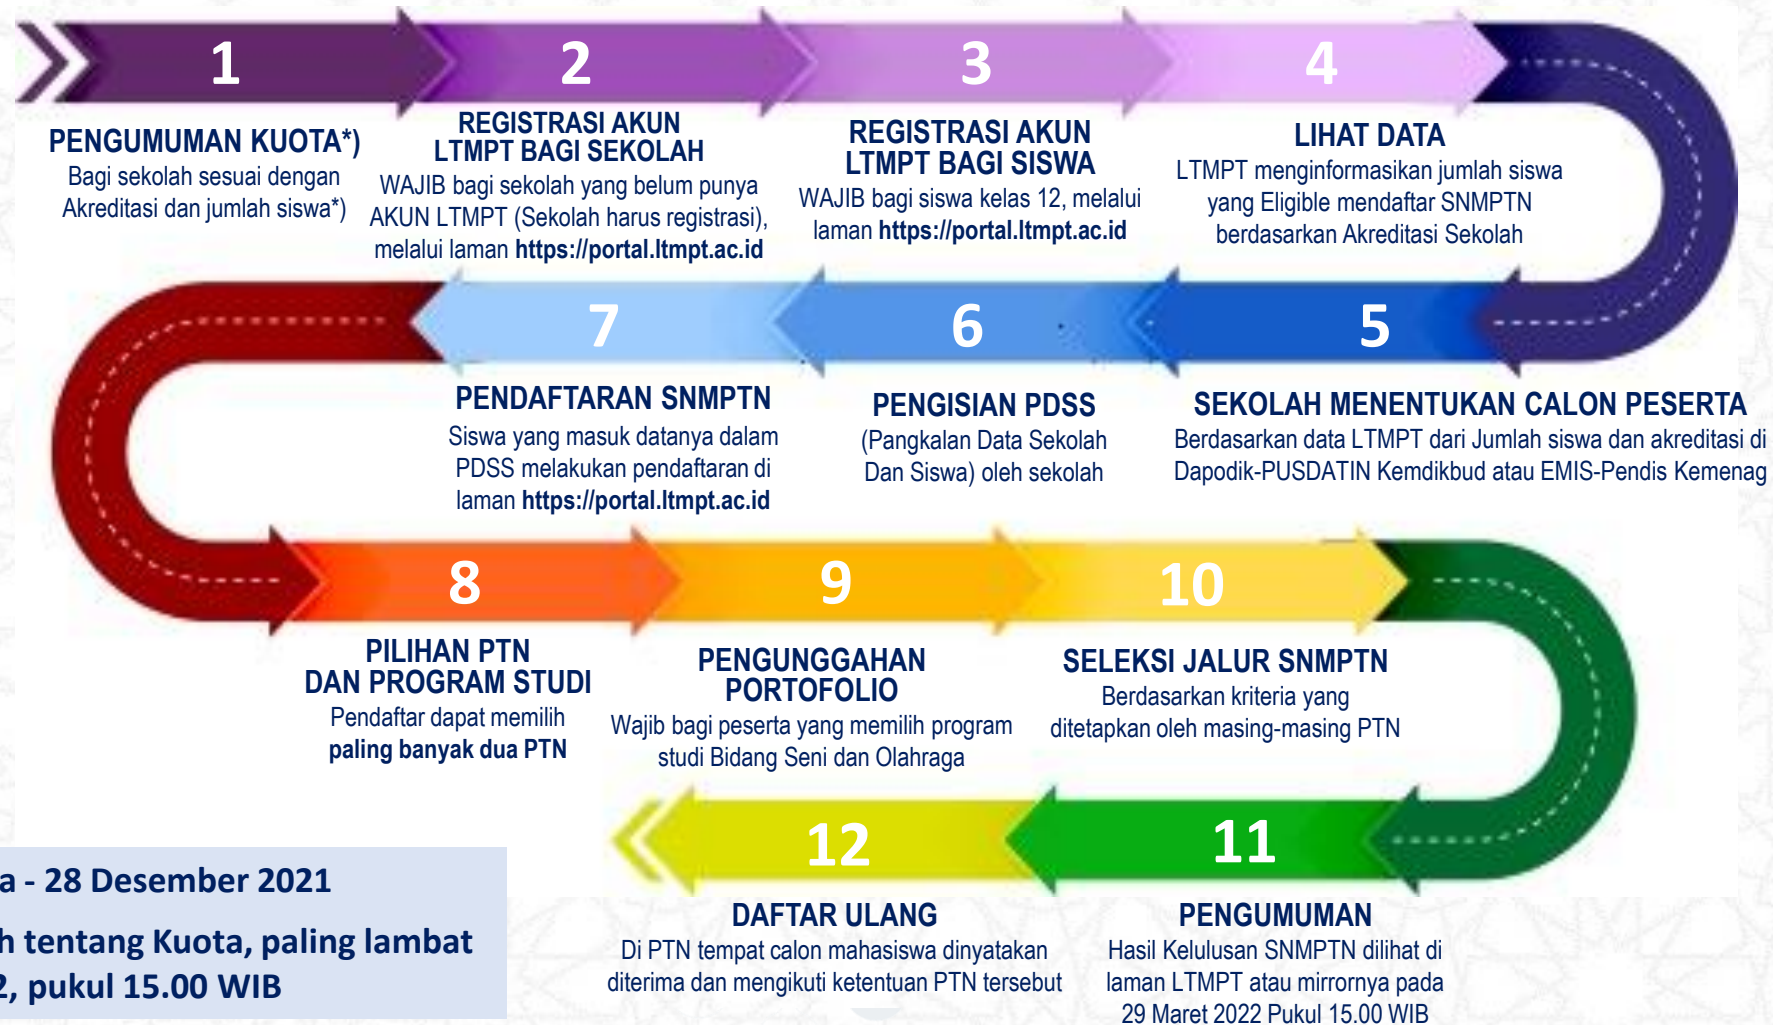 1
PENGUMUMAN KUOTA*)
Bagi sekolah sesuai dengan
Akreditasi dan jumlah siswa*)
2
REGISTRASI AKUN
LTMPT BAGI SEKOLAH
WAJIB bagi sekolah yang belum punya
AKUN LTMPT (Sekolah harus registrasi),
melalui laman https://portal.ltmpt.ac.id
3
REGISTRASI AKUN
LTMPT BAGI SISWA
WAJIB bagi siswa kelas 12, melalui
laman https://portal.ltmpt.ac.id
4
LIHAT DATA
LTMPT menginformasikan jumlah siswa
yang Eligible mendaftar SNMPTN
berdasarkan Akreditasi Sekolah
5
SEKOLAH MENENTUKAN CALON PESERTA
Berdasarkan data LTMPT dari Jumlah siswa dan akreditasi di
Dapodik-PUSDATIN Kemdikbud atau EMIS-Pendis Kemenag
6
PENGISIAN PDSS
(Pangkalan Data Sekolah
Dan Siswa) oleh sekolah
7
PENDAFTARAN SNMPTN
Siswa yang masuk datanya dalam
PDSS melakukan pendaftaran di
laman https://portal.ltmpt.ac.id
8
PILIHAN PTN
DAN PROGRAM STUDI
Pendaftar dapat memilih
paling banyak dua PTN
9
PENGUNGGAHAN
PORTOFOLIO
Wajib bagi peserta yang memilih program
studi Bidang Seni dan Olahraga
10
SELEKSI JALUR SNMPTN
Berdasarkan kriteria yang
ditetapkan oleh masing-masing PTN
11
PENGUMUMAN
Hasil Kelulusan SNMPTN dilihat di
laman LTMPT atau mirrornya pada
29 Maret 2022 Pukul 15.00 WIB
12
DAFTAR ULANG
Di PTN tempat calon mahasiswa dinyatakan
diterima dan mengikuti ketentuan PTN tersebut
a - 28 Desember 2021
h tentang Kuota, paling lambat
2, pukul 15.00 WIB